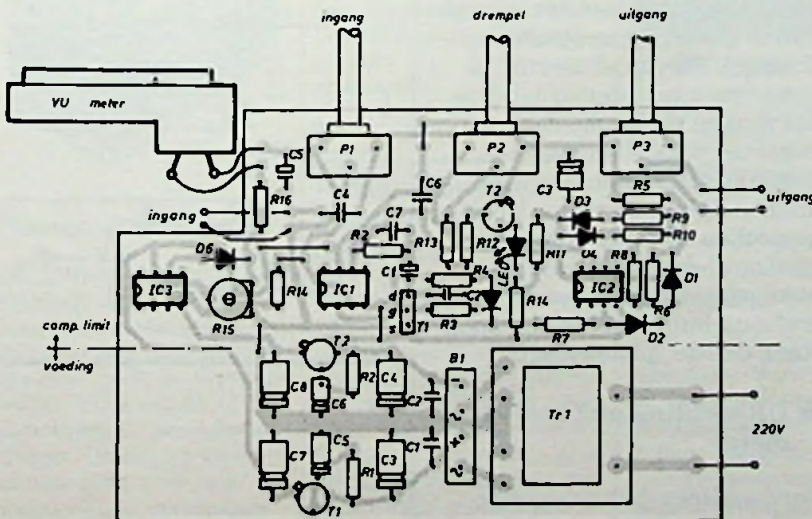 ingang
drempel
uitgang
VU meter
P1
P2
P3
C5
R16
C4
C6
T2
C3
D3
R5
R9
R10
ingang
uitgang
C7
R2
R13
R12
LED
R11
D4
D6
C1
R4
R8
D1
IC3
R14
IC1
d
g
s
T1
C2
R3
R14
IC2
R6
R15
R7
D2
comp. limit
voeding
T2
B1
C8
C6
R2
C4
C2
Tr1
220V
C7
C5
R1
C3
C1
T1
- ~ + ~